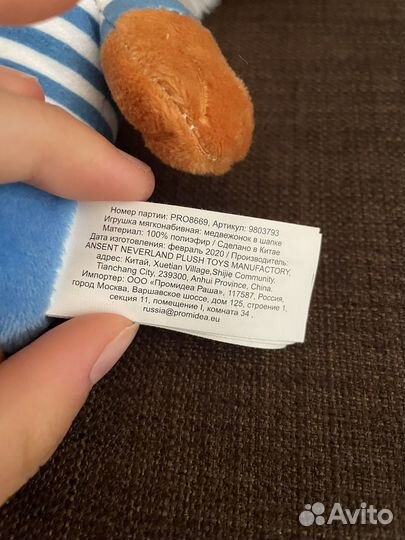 Номер партии: PRO8669, Артикул: 9803793
Игрушка мягконабивная: медвежонок в шапке
Материал: 100% полиэфир / Сделано в Китае
Дата изготовления: февраль 2020 / Производитель:
ANSENT NEVERLAND PLUSH TOYS MANUFACTORY,
адрес: Китай, Xuetian Village,Shijie Community,
Tianchang City, 239300, Anhui Province, China.
Импортер: ООО «Промидеа Раша», 117587, Россия,
город Москва, Варшавское шоссе, дом 125, строение 1,
секция 11, помещение I, комната 34 .
russia@promidea.eu
Avito